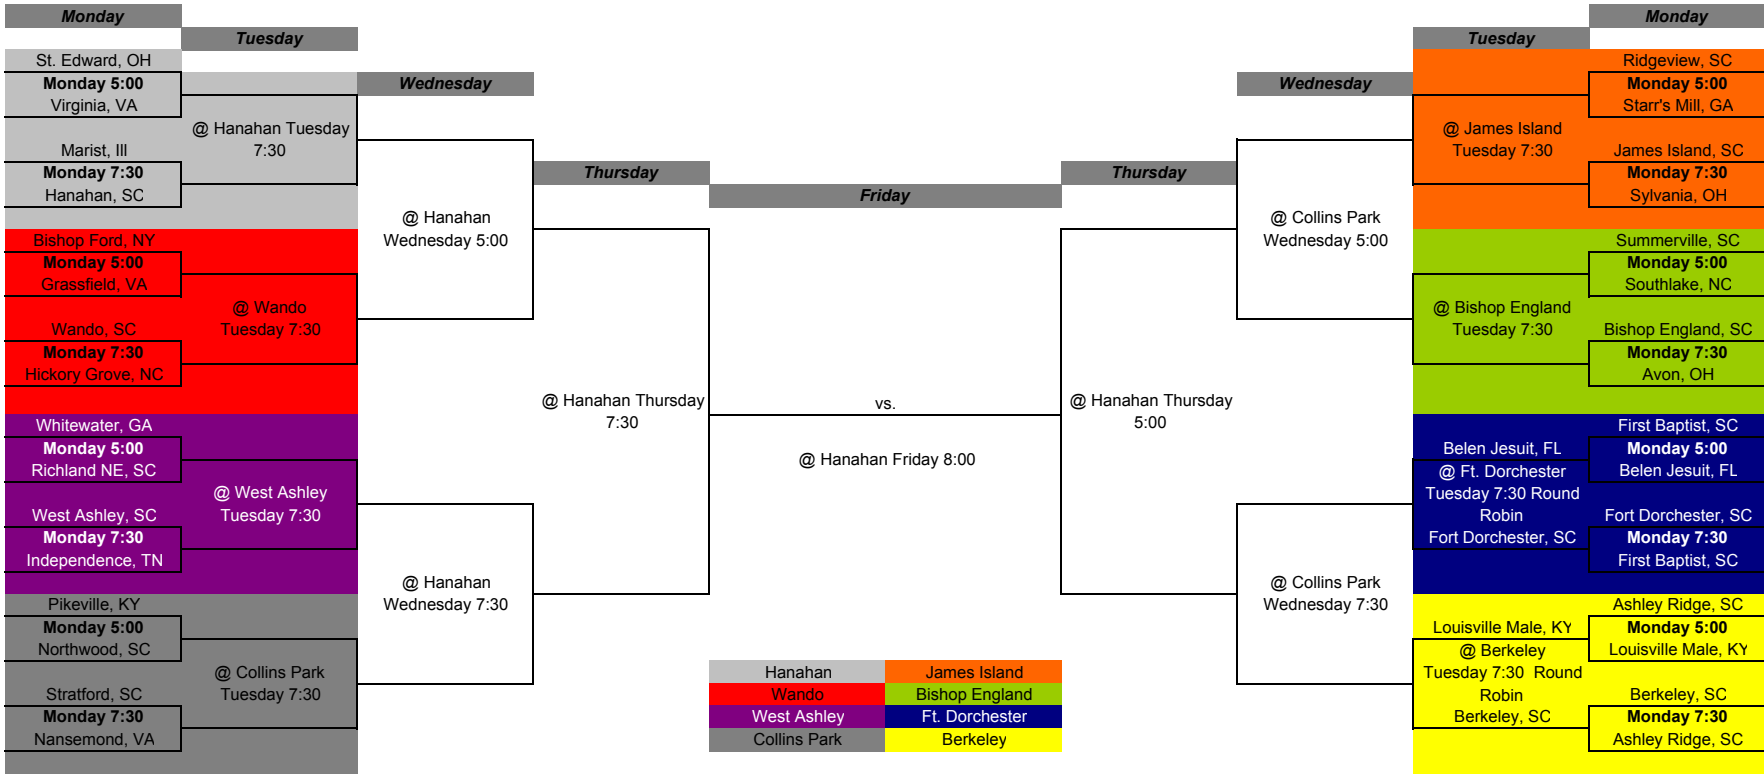 Monday
Tuesday
St. Edward, OH
Monday 5:00
Virginia, VA
@ Hanahan Tuesday
7:30
Marist, Ill
Monday 7:30
Hanahan, SC
Bishop Ford, NY
Monday 5:00
Grassfield, VA
@ Wando
Tuesday 7:30
Wando, SC
Monday 7:30
Hickory Grove, NC
Whitewater, GA
Monday 5:00
Richland NE, SC
@ West Ashley
Tuesday 7:30
West Ashley, SC
Monday 7:30
Independence, TN
Pikeville, KY
Monday 5:00
Northwood, SC
@ Collins Park
Tuesday 7:30
Stratford, SC
Monday 7:30
Nansemond, VA
Wednesday
@ Hanahan
Wednesday 5:00
@ Hanahan
Wednesday 7:30
Thursday
@ Hanahan Thursday
7:30
Friday
vs.
@ Hanahan Friday 8:00
Hanahan
James Island
Wando
Bishop England
West Ashley
Ft. Dorchester
Collins Park
Berkeley
Thursday
@ Hanahan Thursday
5:00
Wednesday
@ Collins Park
Wednesday 5:00
@ Collins Park
Wednesday 7:30
Tuesday
@ James Island
Tuesday 7:30
@ Bishop England
Tuesday 7:30
Belen Jesuit, FL
@ Ft. Dorchester
Tuesday 7:30 Round
Robin
Fort Dorchester, SC
Louisville Male, KY
@ Berkeley
Tuesday 7:30 Round
Robin
Berkeley, SC
Monday
Ridgeview, SC
Monday 5:00
Starr's Mill, GA
James Island, SC
Monday 7:30
Sylvania, OH
Summerville, SC
Monday 5:00
Southlake, NC
Bishop England, SC
Monday 7:30
Avon, OH
First Baptist, SC
Monday 5:00
Belen Jesuit, FL
Fort Dorchester, SC
Monday 7:30
First Baptist, SC
Ashley Ridge, SC
Monday 5:00
Louisville Male, KY
Berkeley, SC
Monday 7:30
Ashley Ridge, SC